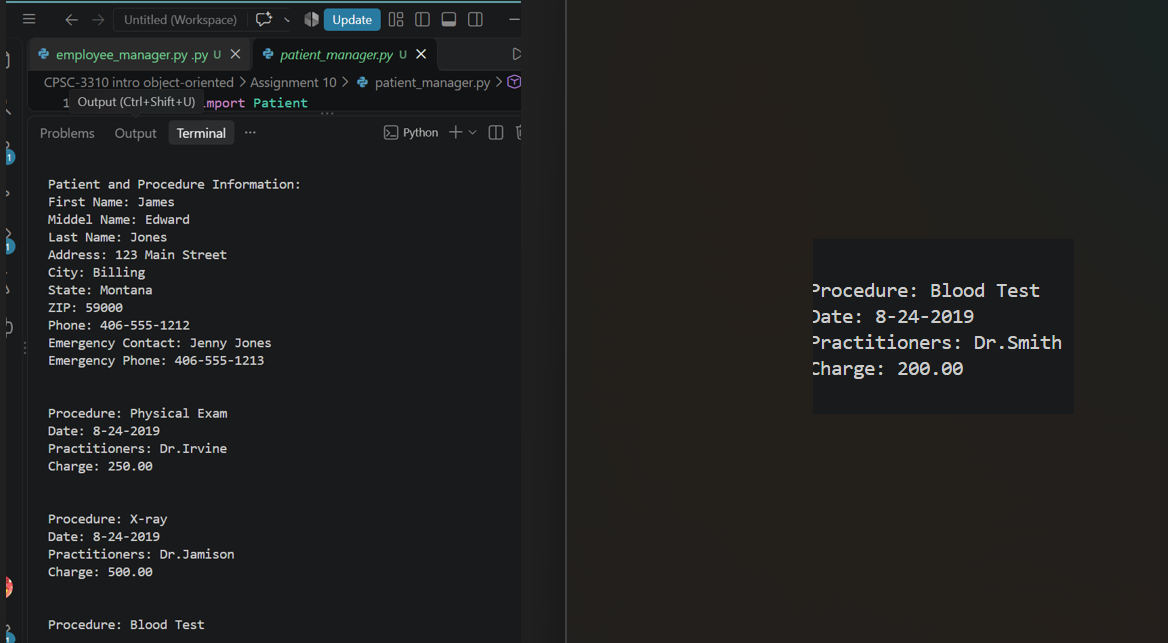 Untitled (Workspace)
Update
employee_manager.py .py U
patient_manager.py U
CPSC-3310 intro object-oriented > Assignment 10 > patient_manager.py >
1
Output (Ctrl+Shift+U)
import Patient
Problems
Output
Terminal
Python
Patient and Procedure Information:
First Name: James
Middel Name: Edward
Last Name: Jones
Address: 123 Main Street
City: Billing
State: Montana
ZIP: 59000
Phone: 406-555-1212
Emergency Contact: Jenny Jones
Emergency Phone: 406-555-1213
Procedure: Physical Exam
Date: 8-24-2019
Practitioners: Dr.Irvine
Charge: 250.00
Procedure: X-ray
Date: 8-24-2019
Practitioners: Dr.Jamison
Charge: 500.00
Procedure: Blood Test
Procedure: Blood Test
Date: 8-24-2019
Practitioners: Dr.Smith
Charge: 200.00